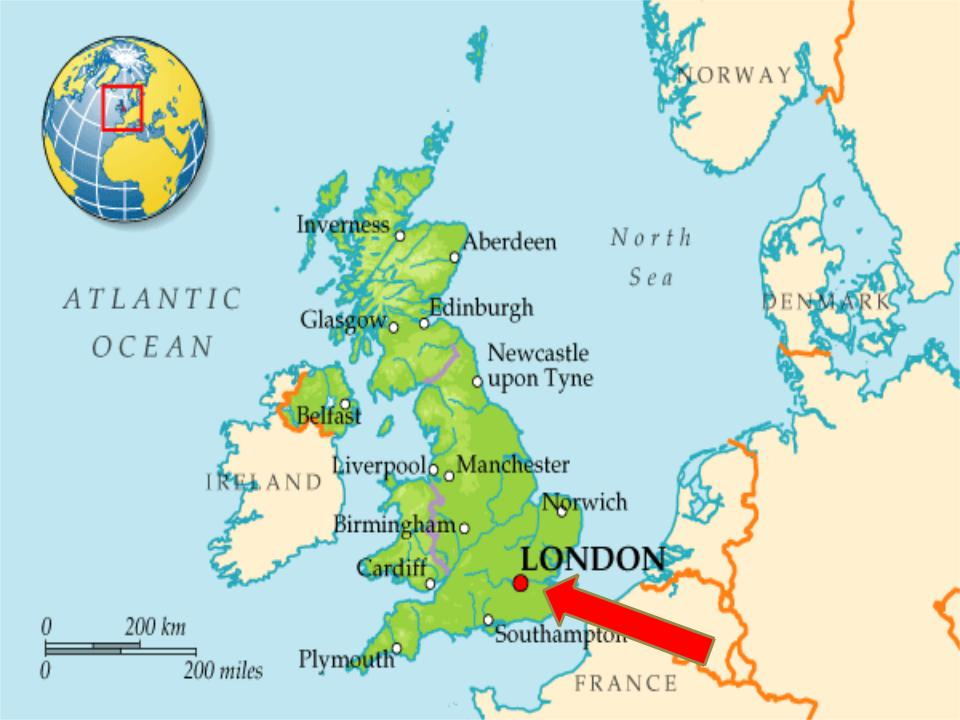 NORWAY
Inverness
Aberdeen
North
Sea
ATLANTIC
OCEAN
DENMARK
Edinburgh
Glasgow
Newcastle
upon Tyne
Belfast
Liverpool
Manchester
IRELAND
Norwich
Birmingham
LONDON
Cardiff
0 200 km
Southampton
Plymouth
0 200 miles
FRANCE